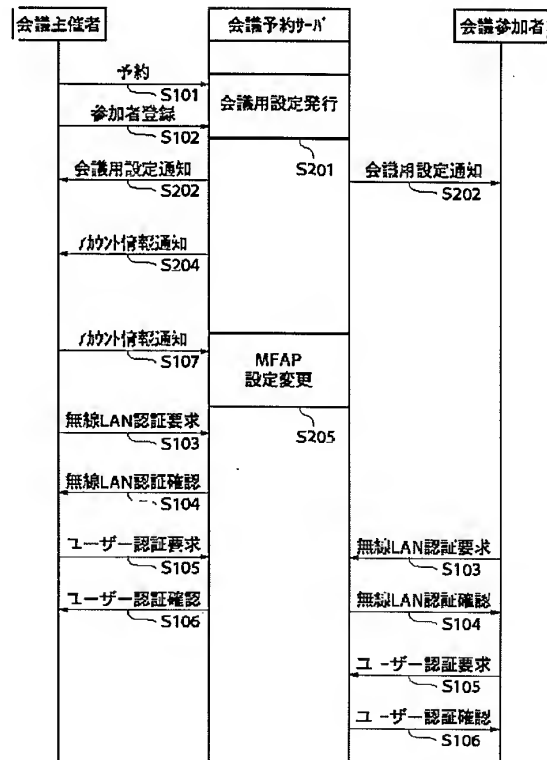 会議主催者
会議予約サーバ
会議参加者
予約
S101
参加者登録
S102
会議用設定発行
S201
会議用設定通知
S202
会議用設定通知
S202
アカウント情報通知
S204
アカウント情報通知
S107
MFAP
設定変更
S205
無線LAN認証要求
S103
無線LAN認証確認
S104
ユーザー認証要求
S105
無線LAN認証要求
S103
ユーザー認証確認
S106
無線LAN認証確認
S104
ユーザー認証要求
S105
ユーザー認証確認
S106